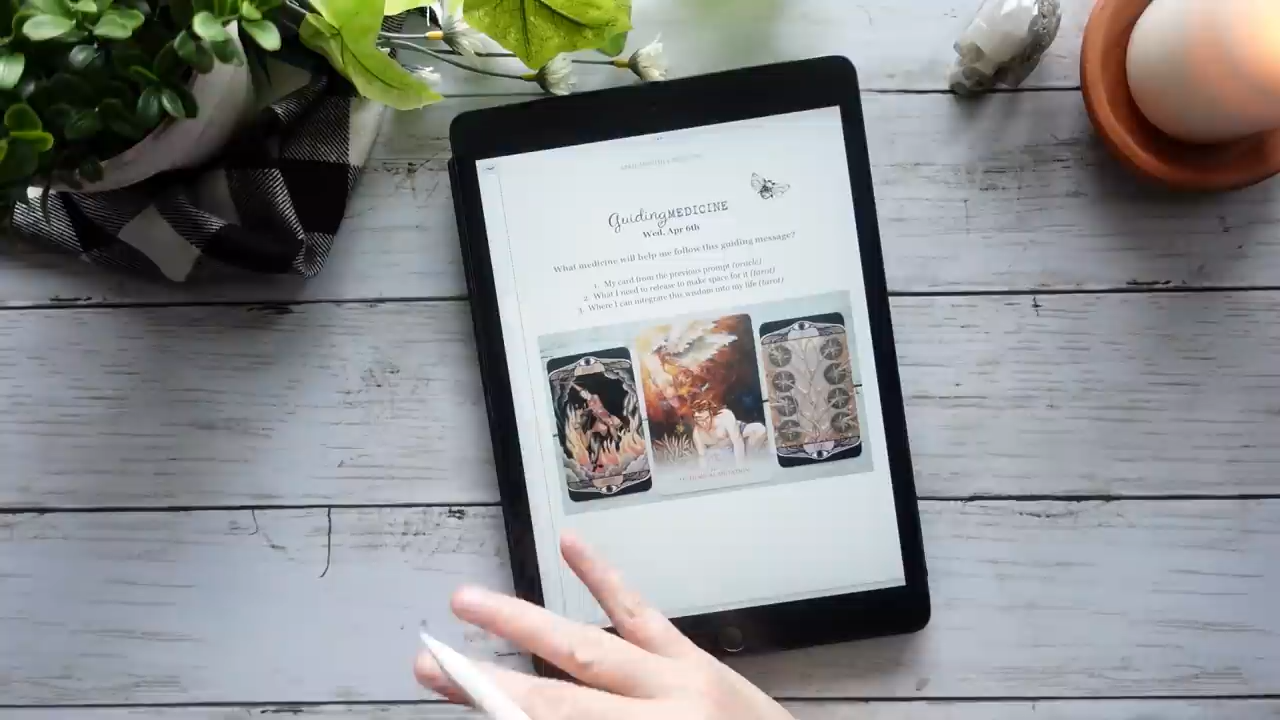 Guiding MEDICINE
Wed, Apr 6th
What medicine will help me follow this guiding message?
1. My card from the previous prompt (oracle)
2. What I need to release to make space for it (tarot)
3. Where I can integrate this wisdom into my life (tarot)